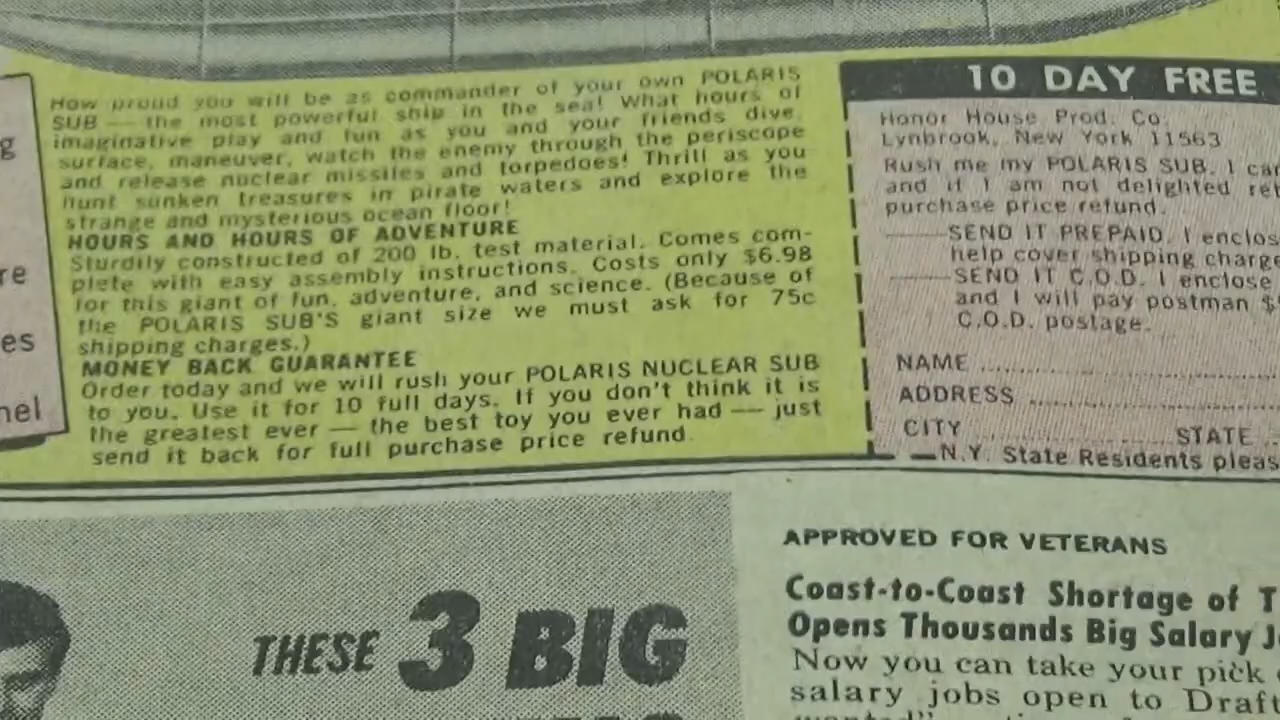 g
re
es
nel
How proud you will be as commander of your own POLARIS
SUB — the most powerful ship in the sea! What hours of
imaginative play and fun as you and your friends dive,
surface, maneuver, watch the enemy through the periscope
and release nuclear missiles and torpedoes! Thrill as you
hunt sunken treasures in pirate waters and explore the
strange and mysterious ocean floor!
HOURS AND HOURS OF ADVENTURE
Sturdily constructed of 200 lb. test material. Comes com-
plete with easy assembly instructions. Costs only $6.98
for this giant of fun, adventure, and science. (Because of
the POLARIS SUB'S giant size we must ask for 75c
shipping charges.)
MONEY BACK GUARANTEE
Order today and we will rush your POLARIS NUCLEAR SUB
to you. Use it for 10 full days. If you don't think it is
the greatest ever — the best toy you ever had — just
send it back for full purchase price refund.
10 DAY FREE
Honor House Prod. Co.
Lynbrook, New York 11563
Rush me my POLARIS SUB. I can
and if I am not delighted ret
purchase price refund.
SEND IT PREPAID. I enclos
help cover shipping charge
SEND IT C.O.D. I enclose
and I will pay postman $
C.O.D. postage.
NAME
ADDRESS
CITY STATE
N.Y. State Residents pleas
THESE 3 BIG
APPROVED FOR VETERANS
Coast-to-Coast Shortage of T
Opens Thousands Big Salary J
Now you can take your pick
salary jobs open to Draft